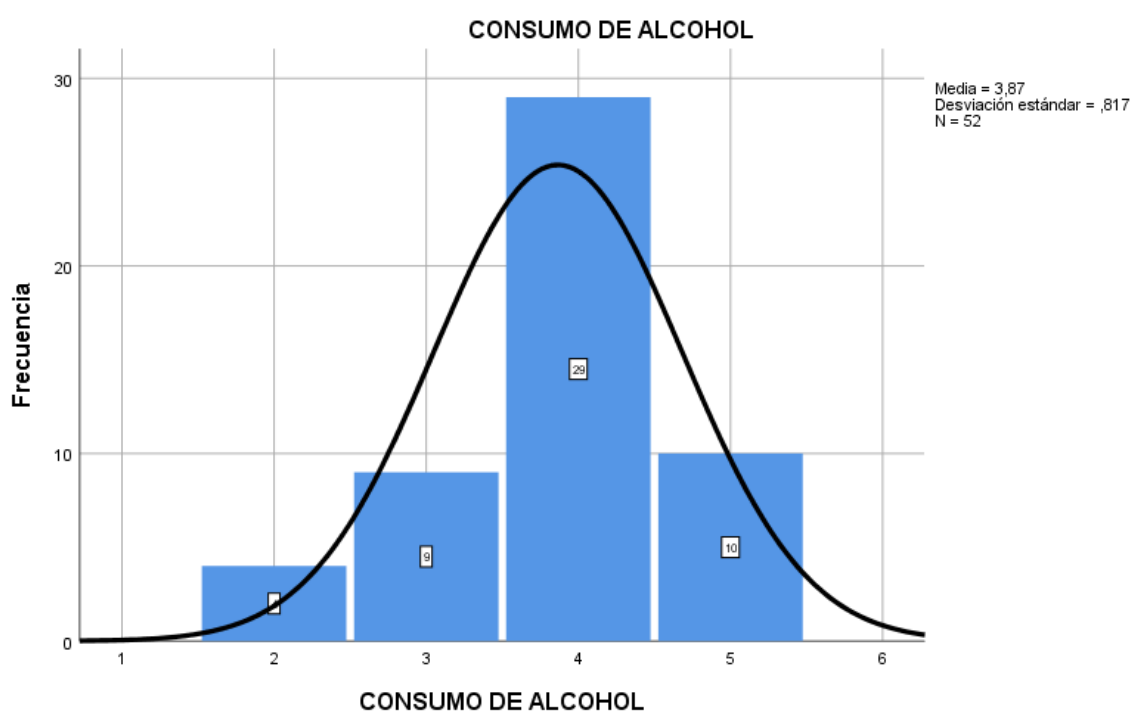 CONSUMO DE ALCOHOL
Media = 3,87
Desviación estándar = ,817
N = 52
30
20
10
0
Frecuencia
29
9
10
1 2 3 4 5 6
CONSUMO DE ALCOHOL